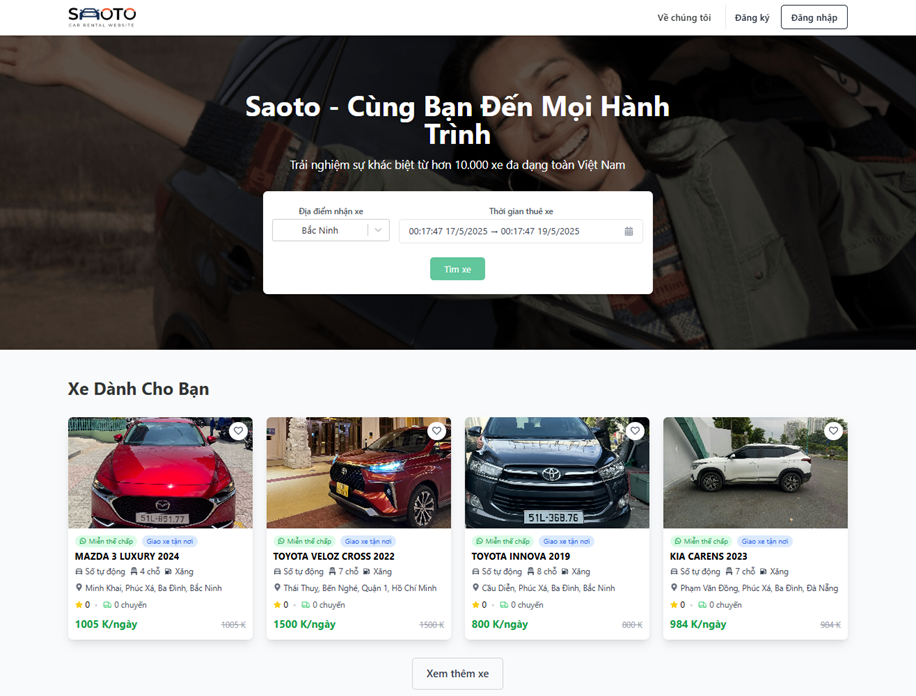 SAOTO
CAR RENTAL WEBSITE
Về chúng tôi
Đăng ký
Đăng nhập
Saoto - Cùng Bạn Đến Mọi Hành
Trình
Trải nghiệm sự khác biệt từ hơn 10.000 xe đa dạng toàn Việt Nam
Địa điểm nhận xe
Thời gian thuê xe
Bắc Ninh
00:17:47 17/5/2025 → 00:17:47 19/5/2025
Tìm xe
Xe Dành Cho Bạn
51L-651.77
Miễn thế chấp Giao xe tận nơi
MAZDA 3 LUXURY 2024
Số tự động 4 chỗ Xăng
Minh Khai, Phúc Xá, Ba Đình, Bắc Ninh
0 • 0 chuyến
1005 K/ngày 1005 K
Miễn thế chấp Giao xe tận nơi
TOYOTA VELOZ CROSS 2022
Số tự động 7 chỗ Xăng
Thái Thuỵ, Bến Nghé, Quận 1, Hồ Chí Minh
0 • 0 chuyến
1500 K/ngày 1500 K
51L-368.76
Miễn thế chấp Giao xe tận nơi
TOYOTA INNOVA 2019
Số tự động 8 chỗ Xăng
Cầu Diễn, Phúc Xá, Ba Đình, Bắc Ninh
0 • 0 chuyến
800 K/ngày 800 K
Miễn thế chấp Giao xe tận nơi
KIA CARENS 2023
Số tự động 7 chỗ Xăng
Phạm Văn Đồng, Phúc Xá, Ba Đình, Đà Nẵng
0 • 0 chuyến
984 K/ngày 984 K
Xem thêm xe